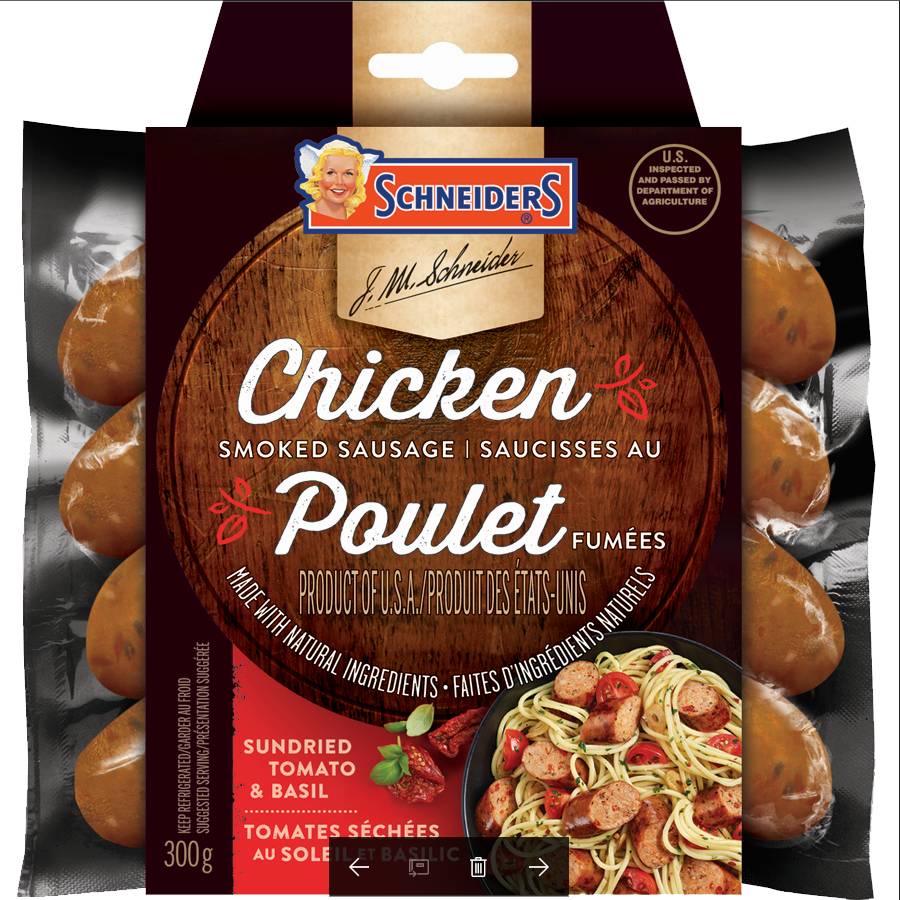 SCHNEIDERS
®
J. M. Schneider
U.S.
INSPECTED
AND PASSED BY
DEPARTMENT OF
AGRICULTURE
Chicken
SMOKED SAUSAGE | SAUCISSES AU
Poulet FUMÉES
PRODUCT OF U.S.A./PRODUIT DES ÉTATS-UNIS
MADE WITH NATURAL INGREDIENTS • FAITES D'INGRÉDIENTS NATURELS
KEEP REFRIGERATED/GARDER AU FROID
SUGGESTED SERVING/PRÉSENTATION SUGGÉRÉE
300g
SUNDRIED
TOMATO
& BASIL
TOMATES SÉCHÉES
AU SOLEIL ET BASILIC